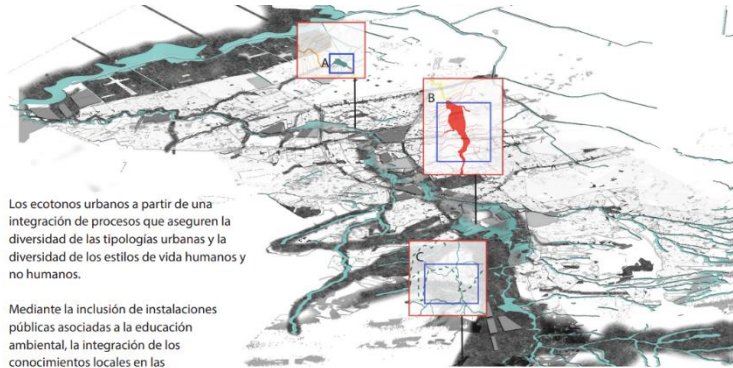 A
B
Los ecotonos urbanos a partir de una
integración de procesos que aseguren la
diversidad de las tipologías urbanas y la
diversidad de los estilos de vida humanos y
no humanos.
C
Mediante la inclusión de instalaciones
públicas asociadas a la educación
ambiental, la integración de los
conocimientos locales en las